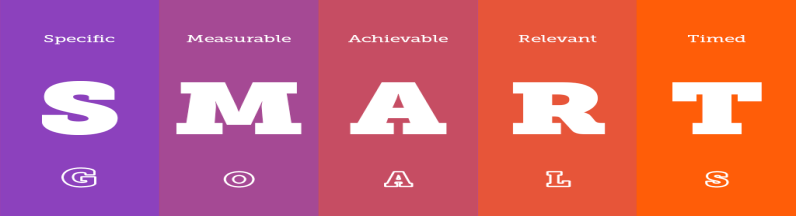 Specific Measurable Achievable Relevant Timed
S M A R T
G O A L S